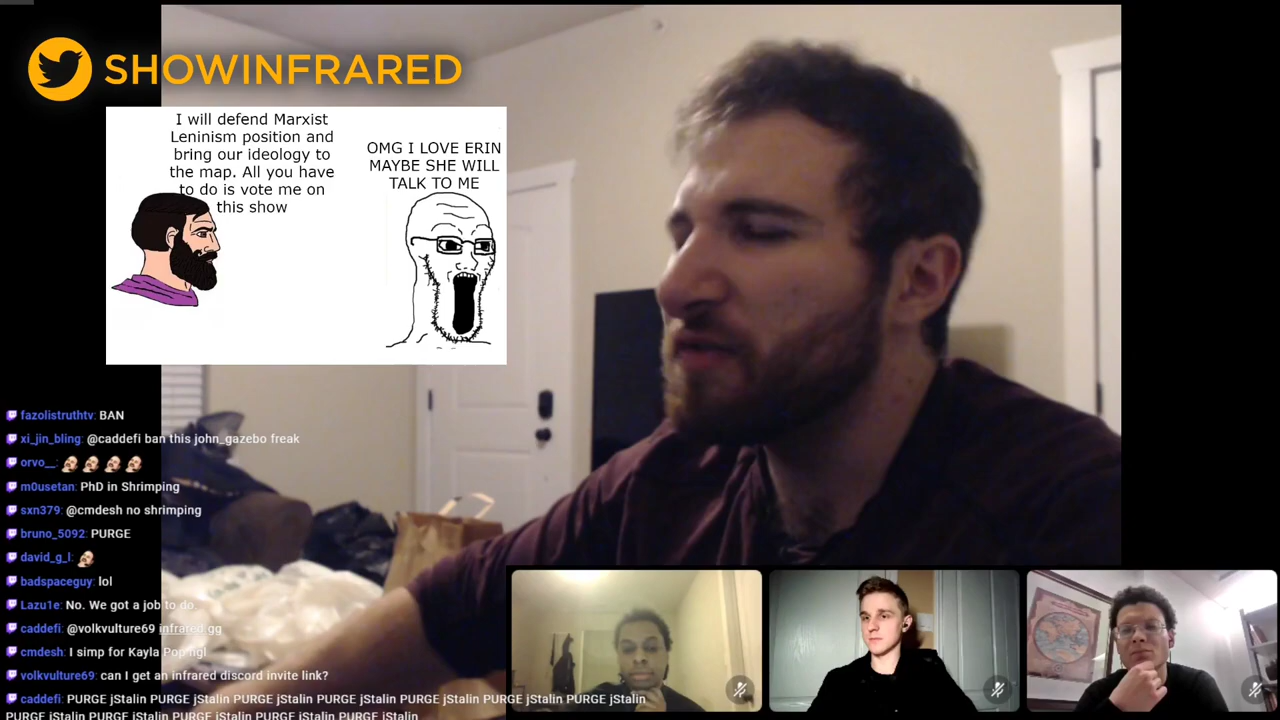 SHOWINFRARED
I will defend Marxist
Leninism position and
bring our ideology to
the map. All you have
to do is vote me on
this show
OMG I LOVE ERIN
MAYBE SHE WILL
TALK TO ME
fazolistruthtv: BAN
xi_jin_bling: @caddefi ban this john_gazebo freak
orvo__:
m0usetan: PhD in Shrimping
sxn379: @cmdesh no shrimping
bruno_5092: PURGE
david_g_l:
badspaceguy: lol
Lazu1e: No. We got a job to do.
caddefi: @volkvulture69 infrared.gg
cmdesh: I simp for Kayla Pop ngl
volkvulture69: can I get an infrared discord invite link?
caddefi: PURGE jStalin PURGE jStalin PURGE jStalin PURGE jStalin PURGE jStalin PURGE jStalin
PURGE jStalin PURGE jStalin PURGE jStalin PURGE jStalin PURGE jStalin